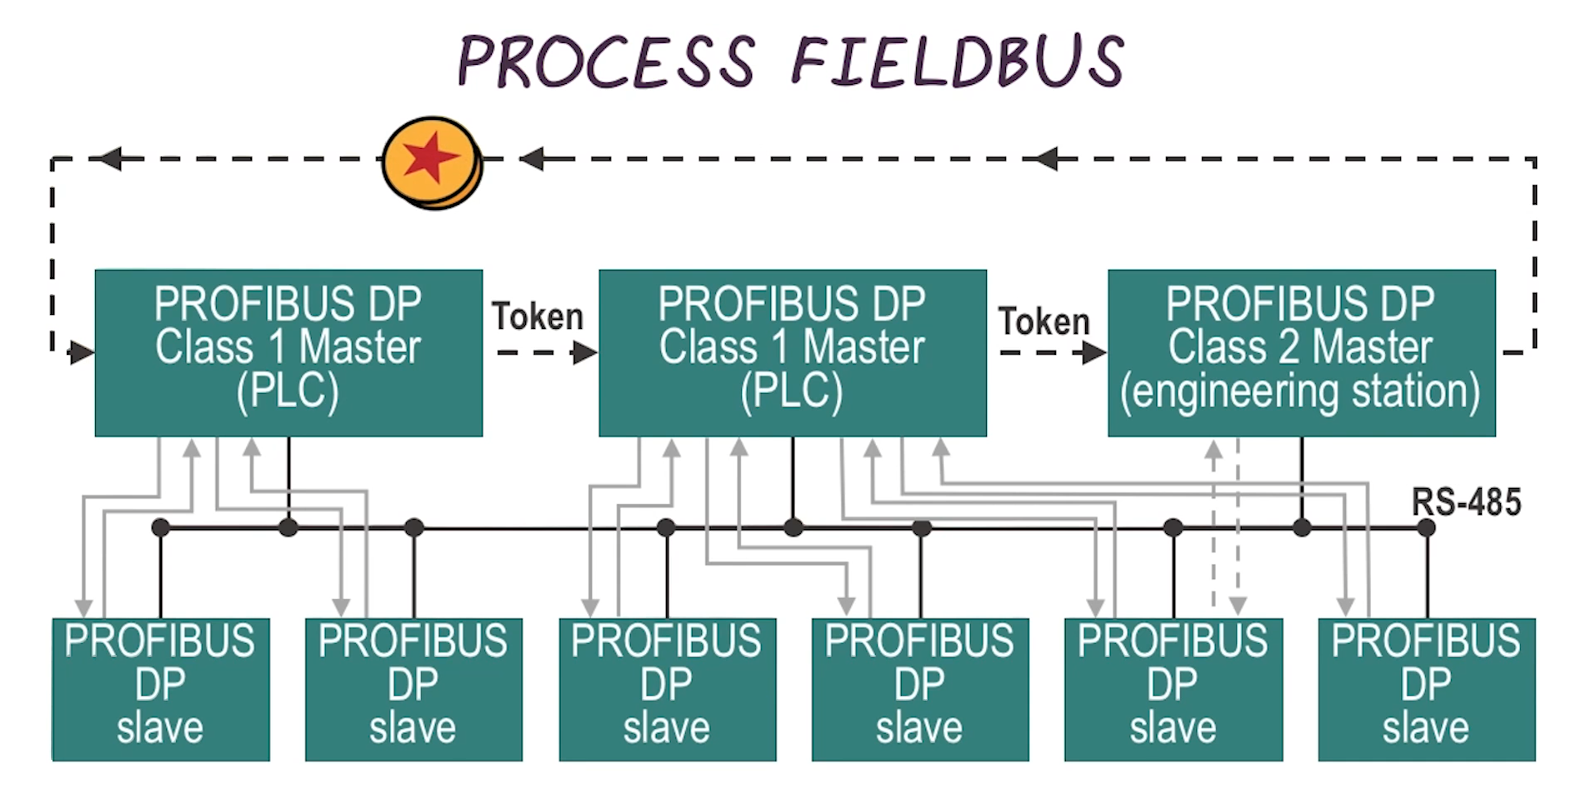 PROCESS FIELDBUS
PROFIBUS DP
Class 1 Master
(PLC)
Token
PROFIBUS DP
Class 1 Master
(PLC)
Token
PROFIBUS DP
Class 2 Master
(engineering station)
RS-485
PROFIBUS
DP
slave
PROFIBUS
DP
slave
PROFIBUS
DP
slave
PROFIBUS
DP
slave
PROFIBUS
DP
slave
PROFIBUS
DP
slave